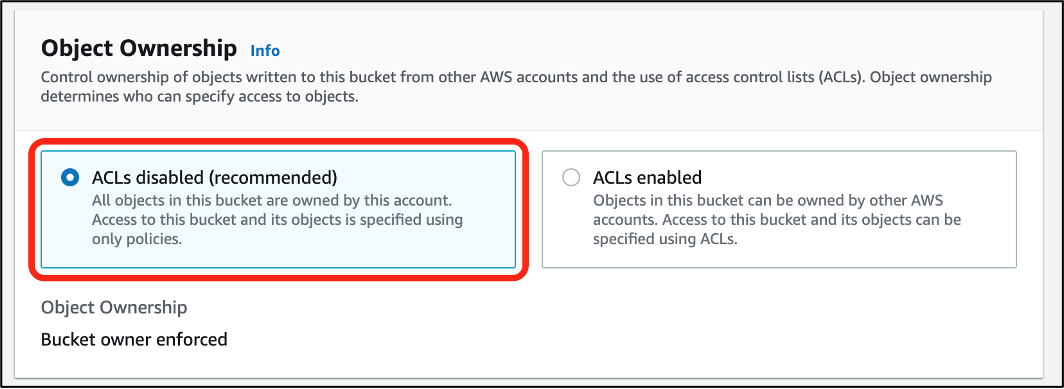 Object Ownership Info
Control ownership of objects written to this bucket from other AWS accounts and the use of access control lists (ACLs). Object ownership
determines who can specify access to objects.
ACLs disabled (recommended)
All objects in this bucket are owned by this account.
Access to this bucket and its objects is specified using
only policies.
ACLs enabled
Objects in this bucket can be owned by other AWS
accounts. Access to this bucket and its objects can be
specified using ACLs.
Object Ownership
Bucket owner enforced